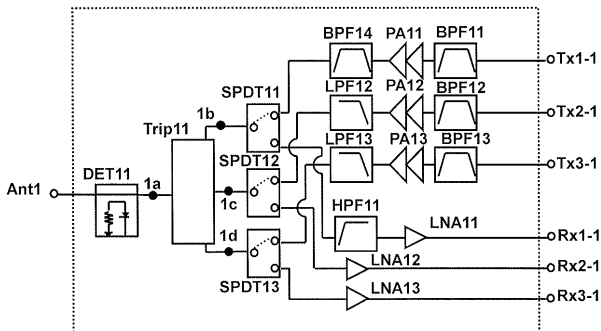 BPF14 PA11 BPF11
Tx1-1
SPDT11 LPF12 PA12 BPF12
1b
Tx2-1
Trip11 LPF13 PA13 BPF13
SPDT12
Tx3-1
DET11
1a
Ant1
1c
HPF11 LNA11
1d
Rx1-1
LNA12
Rx2-1
SPDT13 LNA13
Rx3-1